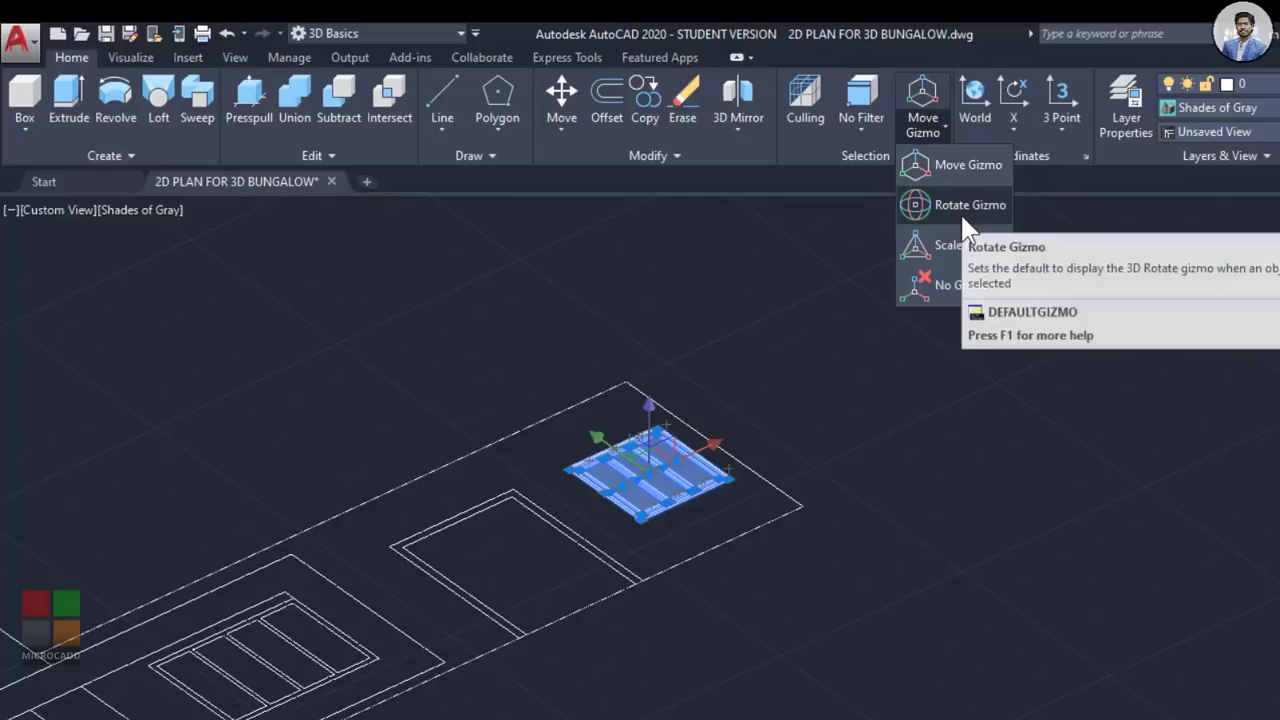 3D Basics
Autodesk AutoCAD 2020 - STUDENT VERSION 2D PLAN FOR 3D BUNGALOW.dwg
Type a keyword or phrase
Home Visualize Insert View Manage Output Add-ins Collaborate Express Tools Featured Apps
Box Extrude Revolve Loft Sweep Presspull Union Subtract Intersect Line Polygon Move Offset Copy Erase 3D Mirror Culling No Filter Move Gizmo World X 3 Point Layer Properties
0
Shades of Gray
Unsaved View
Create Edit Draw Modify Selection dinates Layers & View
Start 2D PLAN FOR 3D BUNGALOW*
Move Gizmo
Rotate Gizmo
Scale
No G
[−][Custom View][Shades of Gray]
Rotate Gizmo
Sets the default to display the 3D Rotate gizmo when an ob
selected
DEFAULTGIZMO
Press F1 for more help
MICROCADD